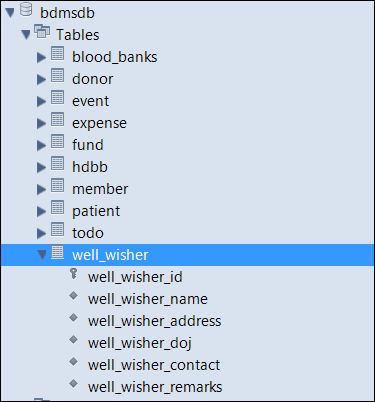 bdmsdb
Tables
blood_banks
donor
event
expense
fund
hdbb
member
patient
todo
well_wisher
well_wisher_id
well_wisher_name
well_wisher_address
well_wisher_doj
well_wisher_contact
well_wisher_remarks